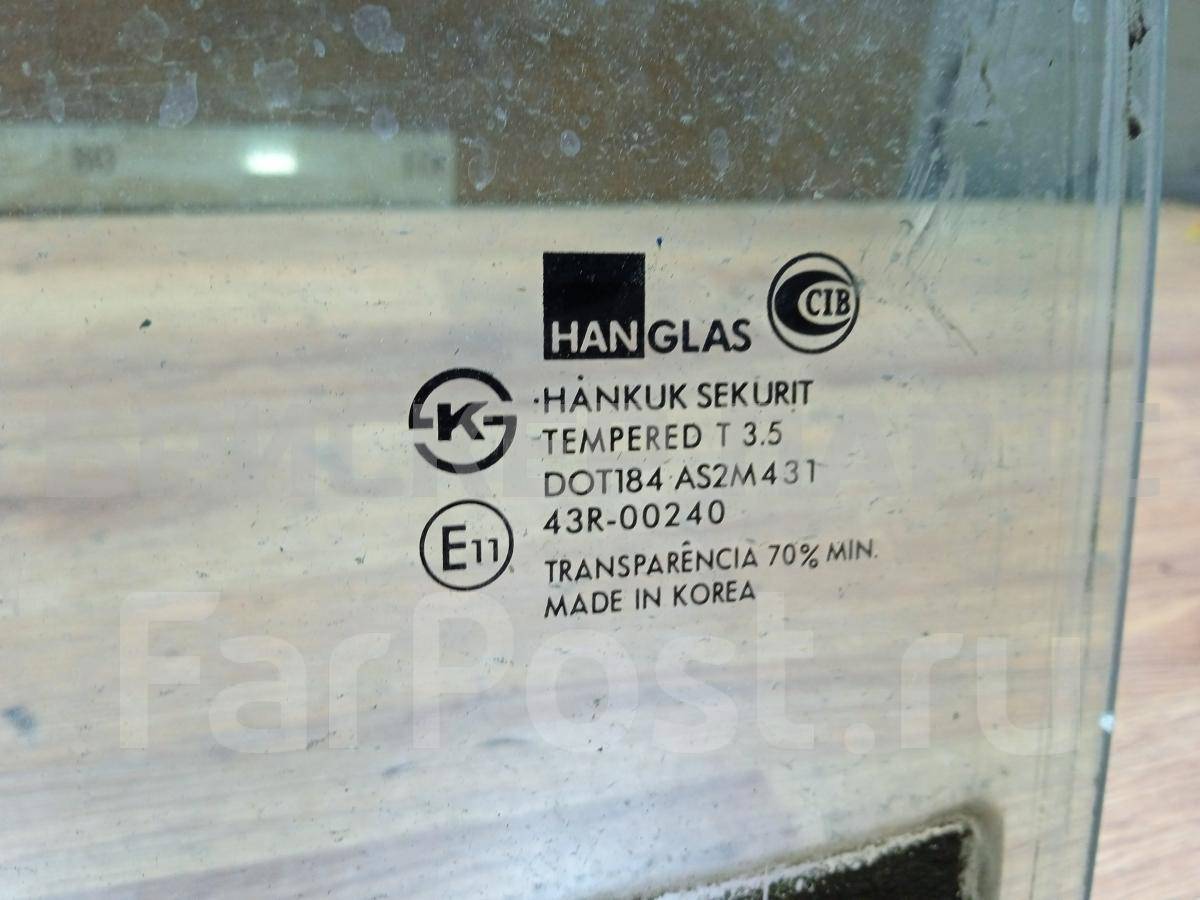 HANGLAS
CIB
K
HANKUK SEKURIT
TEMPERED T 3.5
DOT184 AS2M431
E11
43R-00240
TRANSPARÊNCIA 70% MIN.
MADE IN KOREA
FarPost.ru